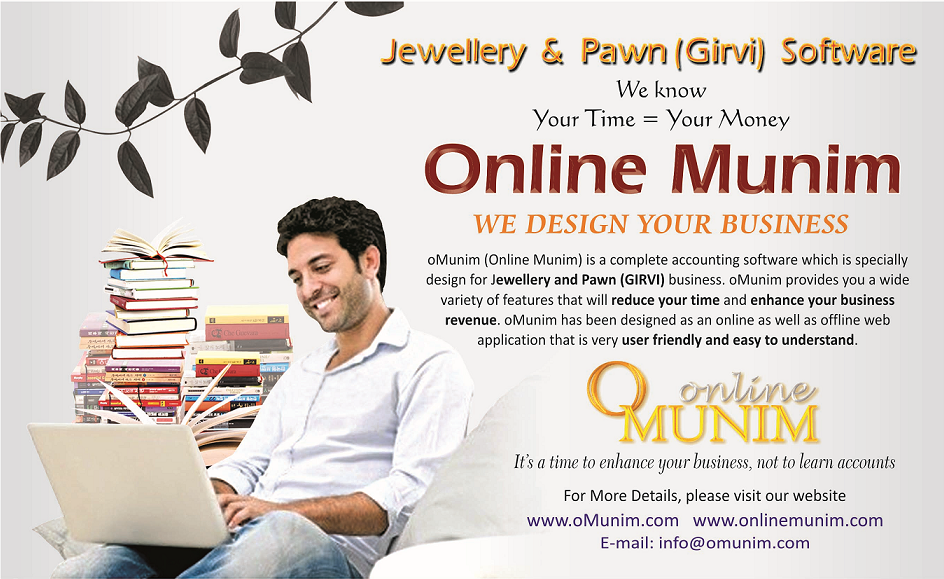 Jewellery & Pawn (Girvi) Software
We know
Your Time = Your Money
Online Munim
WE DESIGN YOUR BUSINESS
oMunim (Online Munim) is a complete accounting software which is specially
design for Jewellery and Pawn (GIRVI) business. oMunim provides you a wide
variety of features that will reduce your time and enhance your business
revenue. oMunim has been designed as an online as well as offline web
application that is very user friendly and easy to understand.
O online
MUNIM
It's a time to enhance your business, not to learn accounts
For More Details, please visit our website
www.oMunim.com www.onlinemunim.com
E-mail: info@omunim.com